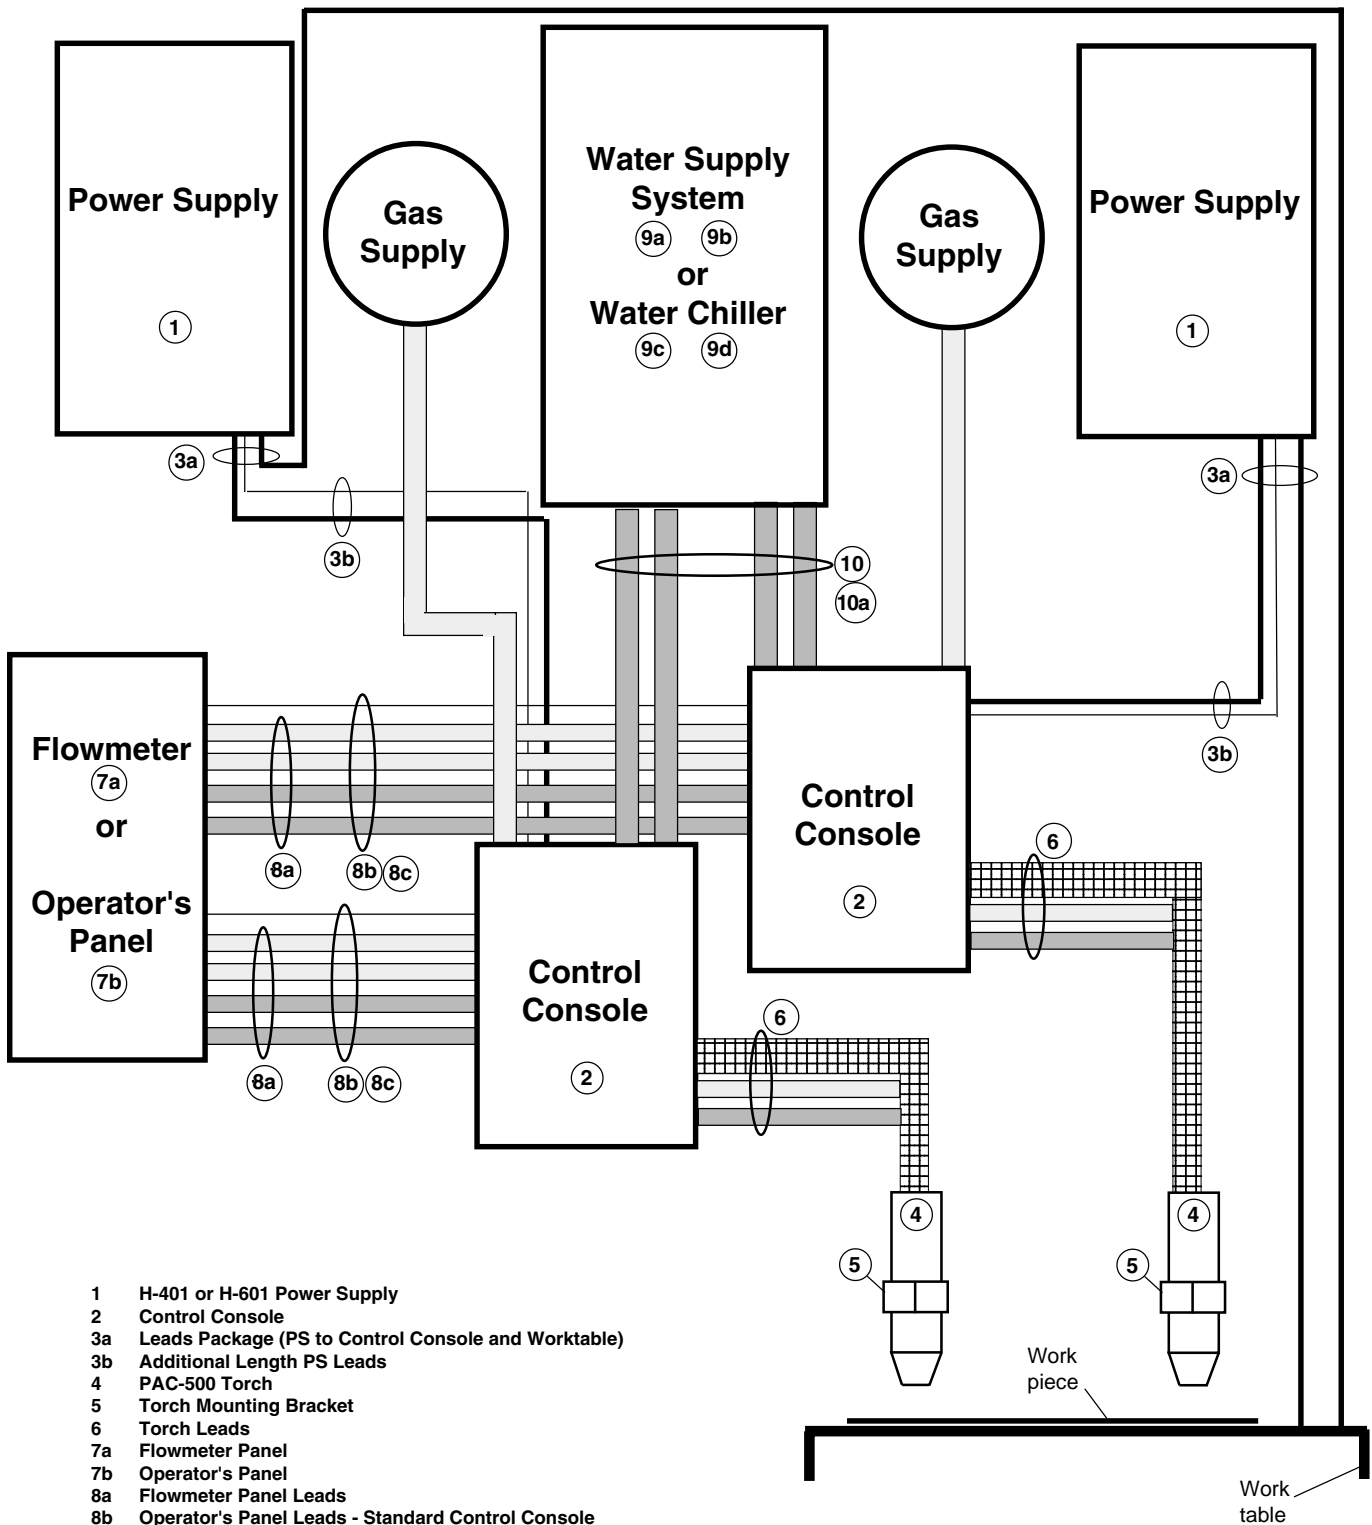 Power Supply
1
Gas
Supply
Water Supply
System
9a 9b
or
Water Chiller
9c 9d
Gas
Supply
Power Supply
1
3a
3b
10
10a
3a
3b
Flowmeter
7a
or
Operator's
Panel
7b
8a
8b 8c
8a
8b 8c
Control
Console
2
Control
Console
2
6
6
4
5
4
5
Work
piece
Work
table
1 H-401 or H-601 Power Supply
2 Control Console
3a Leads Package (PS to Control Console and Worktable)
3b Additional Length PS Leads
4 PAC-500 Torch
5 Torch Mounting Bracket
6 Torch Leads
7a Flowmeter Panel
7b Operator's Panel
8a Flowmeter Panel Leads
8b Operator's Panel Leads - Standard Control Console